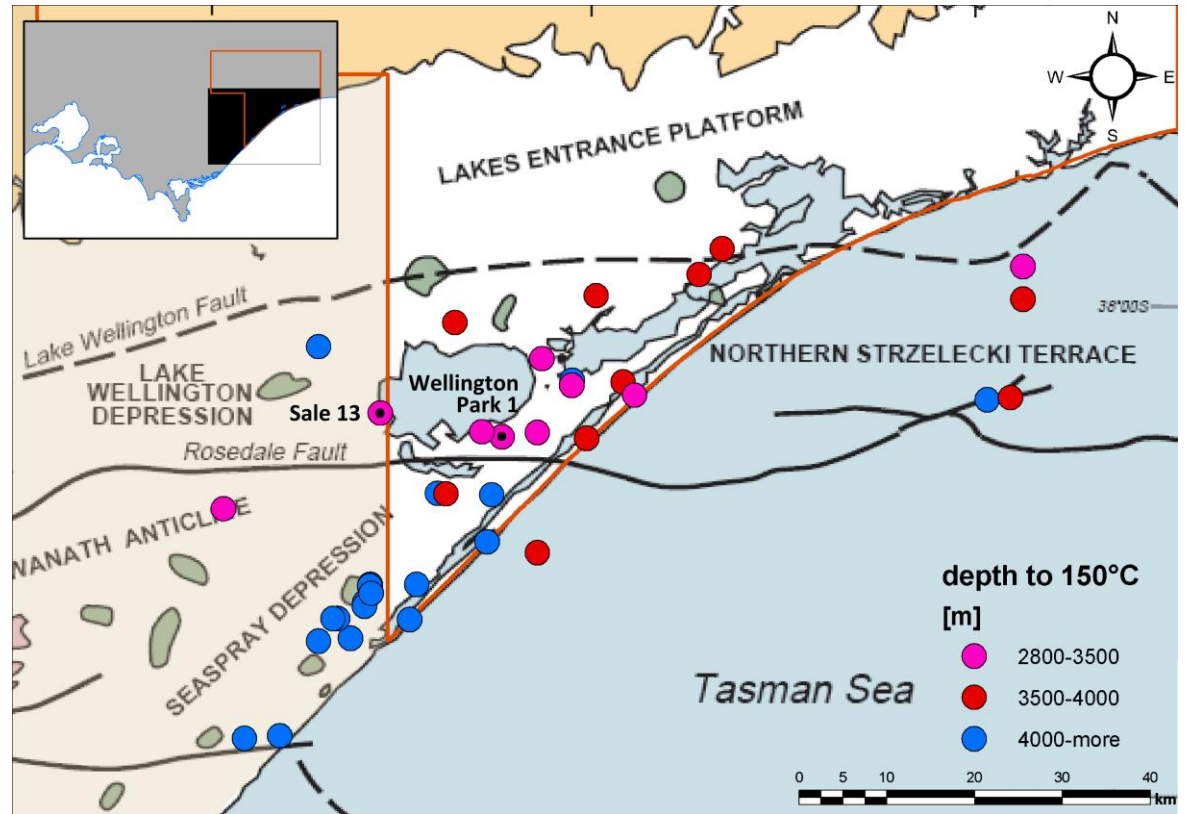 N
W
E
S
LAKES ENTRANCE PLATFORM
38°00S
Lake Wellington Fault
NORTHERN STRZELECKI TERRACE
LAKE
WELLINGTON
DEPRESSION
Wellington
Park 1
Sale 13
Rosedale Fault
WANATH ANTICLINE
SEASPRAY DEPRESSION
depth to 150°C
[m]
2800-3500
3500-4000
4000-more
Tasman Sea
0 5 10 20 30 40
km